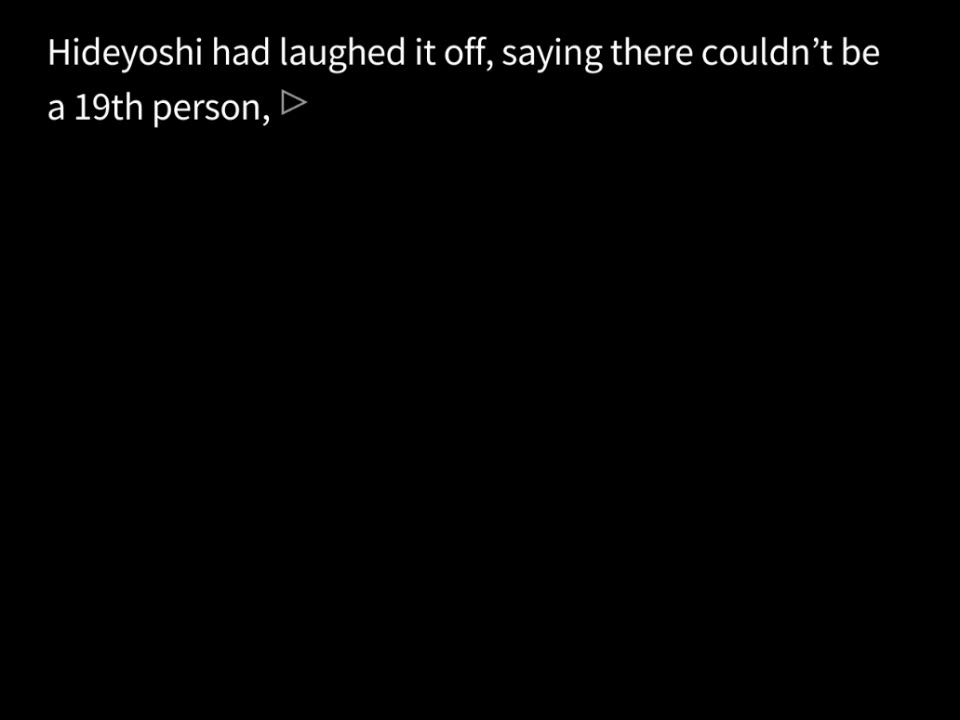 Hideyoshi had laughed it off, saying there couldn’t be
a 19th person,